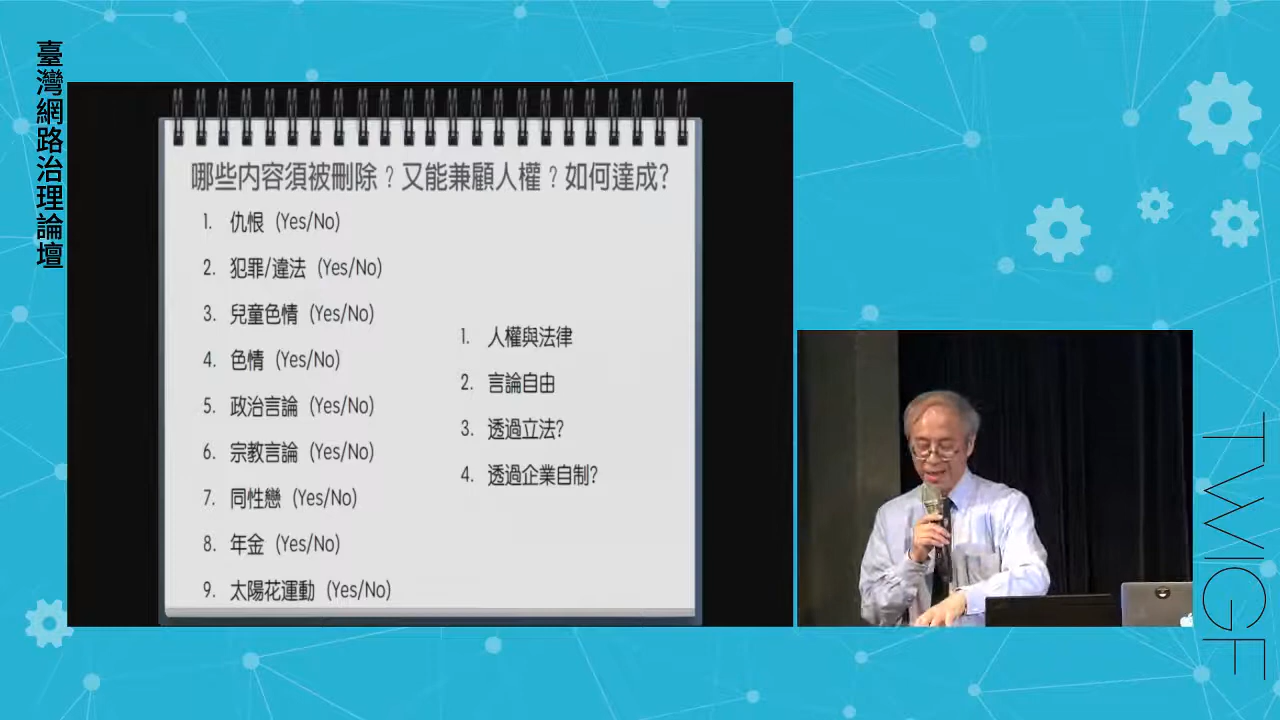 臺灣網路治理論壇
哪些内容須被刪除？又能兼顧人權？如何達成?
1. 仇恨 (Yes/No)
2. 犯罪/違法 (Yes/No)
3. 兒童色情 (Yes/No)
4. 色情 (Yes/No)
5. 政治言論 (Yes/No)
6. 宗教言論 (Yes/No)
7. 同性戀 (Yes/No)
8. 年金 (Yes/No)
9. 太陽花運動 (Yes/No)
1. 人權與法律
2. 言論自由
3. 透過立法?
4. 透過企業自制?
TWIGF